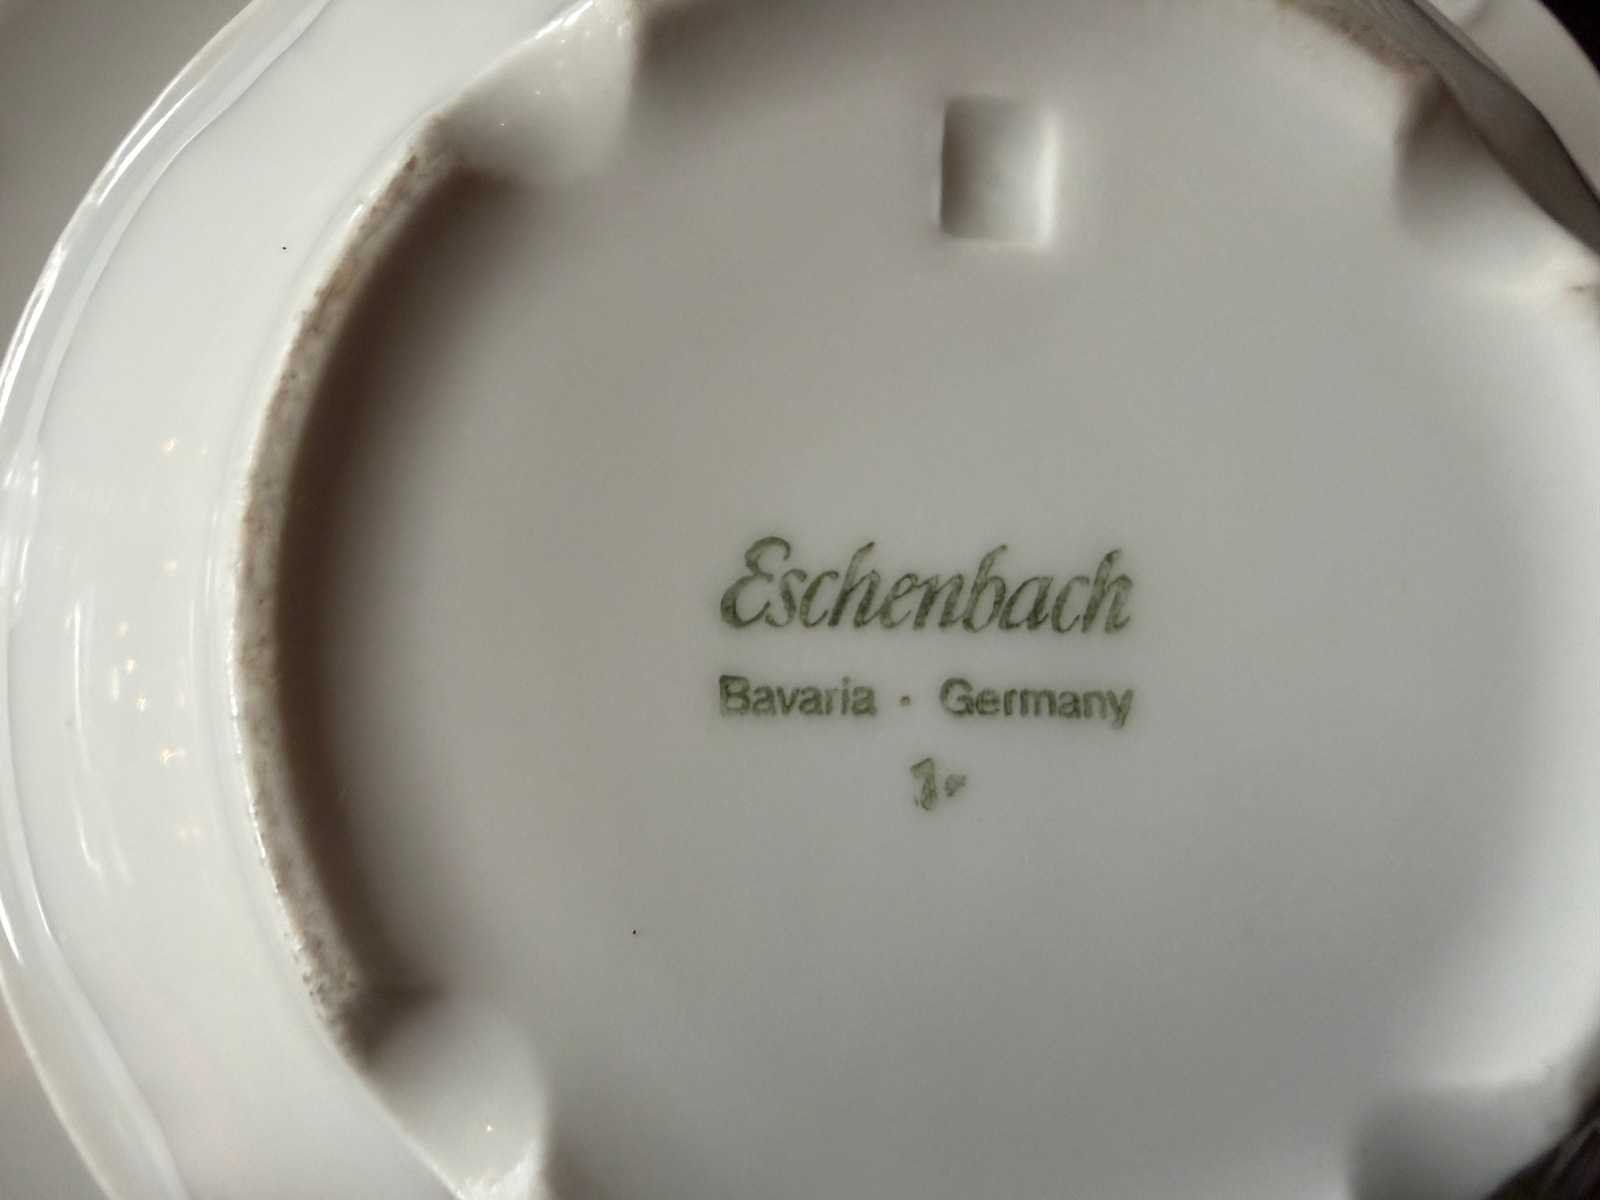 Eschenbach
Bavaria · Germany